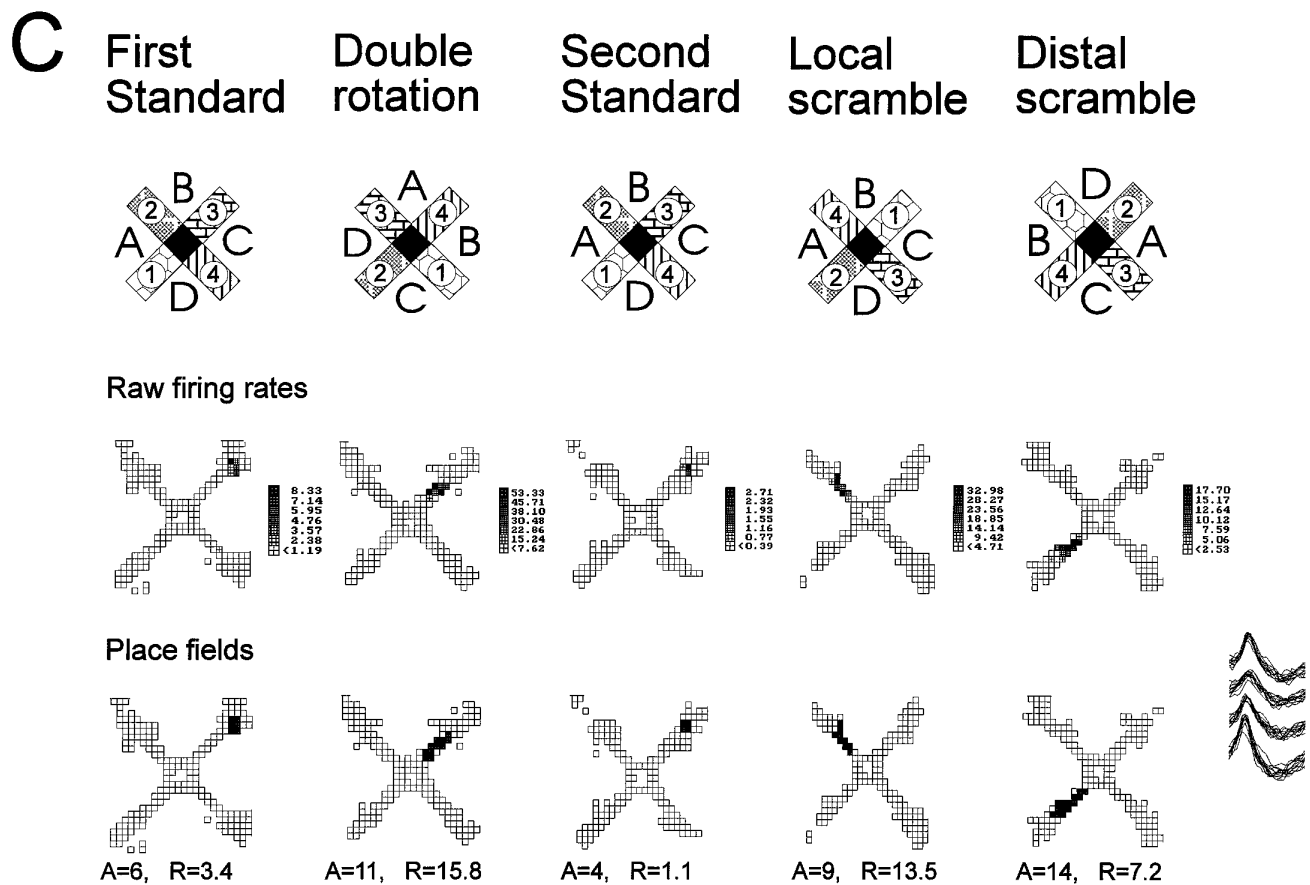 C
First Standard
Double rotation
Second Standard
Local scramble
Distal scramble
B
2 3
A C
1 4
D
A
3 4
D B
2 1
C
B
2 3
A C
1 4
D
B
4 1
A C
2 3
D
D
1 2
B A
4 3
C
Raw firing rates
8.33
7.14
5.95
4.76
3.57
2.38
<1.19
53.33
45.71
38.10
30.48
22.86
15.24
<7.62
2.71
2.32
1.93
1.55
1.16
0.77
<0.39
32.98
28.27
23.56
18.85
14.14
9.42
<4.71
17.70
15.17
12.64
10.12
7.59
5.06
<2.53
Place fields
A=6, R=3.4
A=11, R=15.8
A=4, R=1.1
A=9, R=13.5
A=14, R=7.2